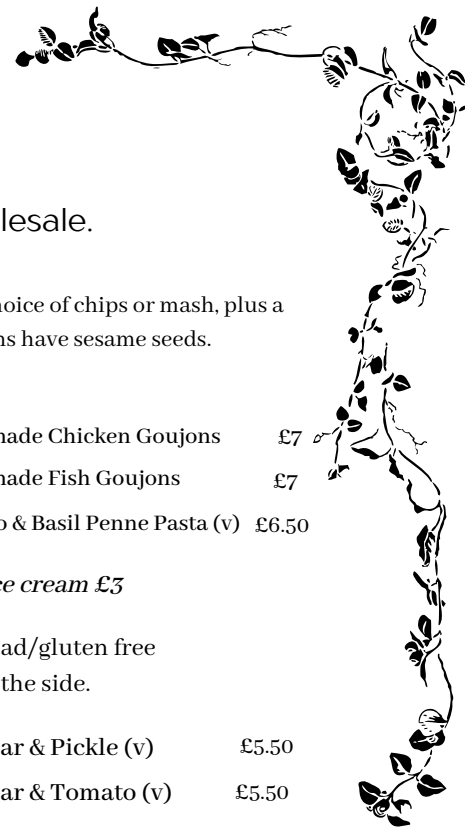 lesale.
hoice of chips or mash, plus a
ns have sesame seeds.
nade Chicken Goujons £7
nade Fish Goujons £7
o & Basil Penne Pasta (v) £6.50
ce cream £3
ad/gluten free
the side.
ar & Pickle (v) £5.50
ar & Tomato (v) £5.50